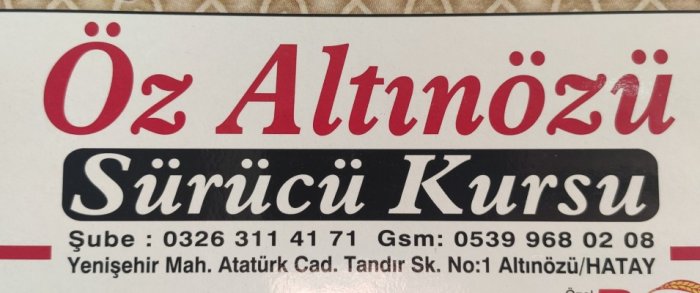 Öz Altınözü
Sürücü Kursu
Şube : 0326 311 41 71 Gsm: 0539 968 02 08
Yenişehir Mah. Atatürk Cad. Tandır Sk. No:1 Altınözü/HATAY